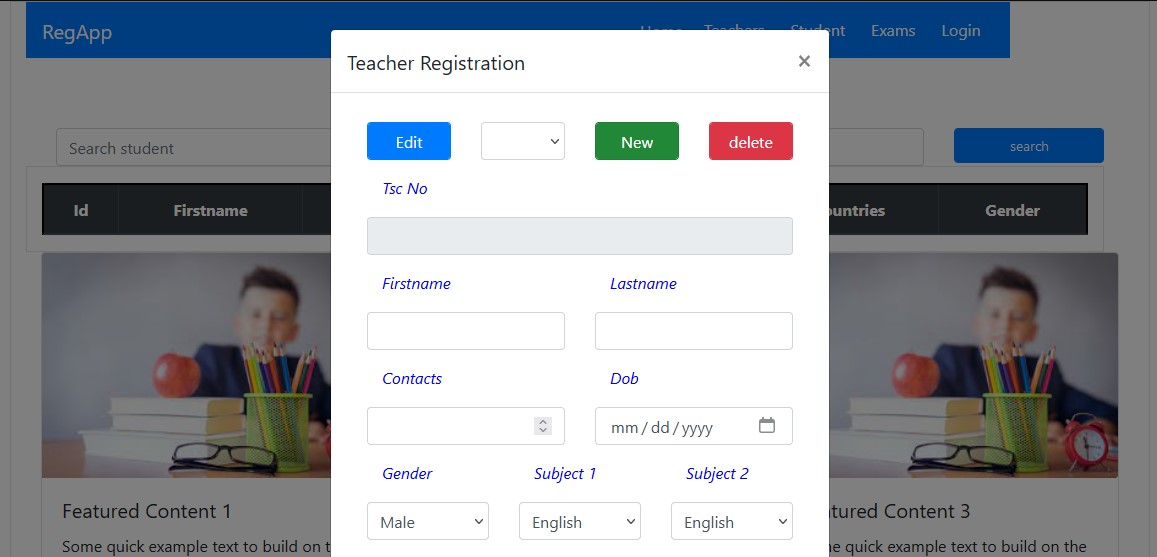 RegApp Home Teachers Student Exams Login
Teacher Registration ×
Edit New delete
Search student search
Tsc No
Id Firstname ountries Gender
Firstname Lastname
Contacts Dob
mm/dd/yyyy
Gender Subject 1 Subject 2
Male English English
Featured Content 1 tured Content 3
Some quick example text to build on t he quick example text to build on the